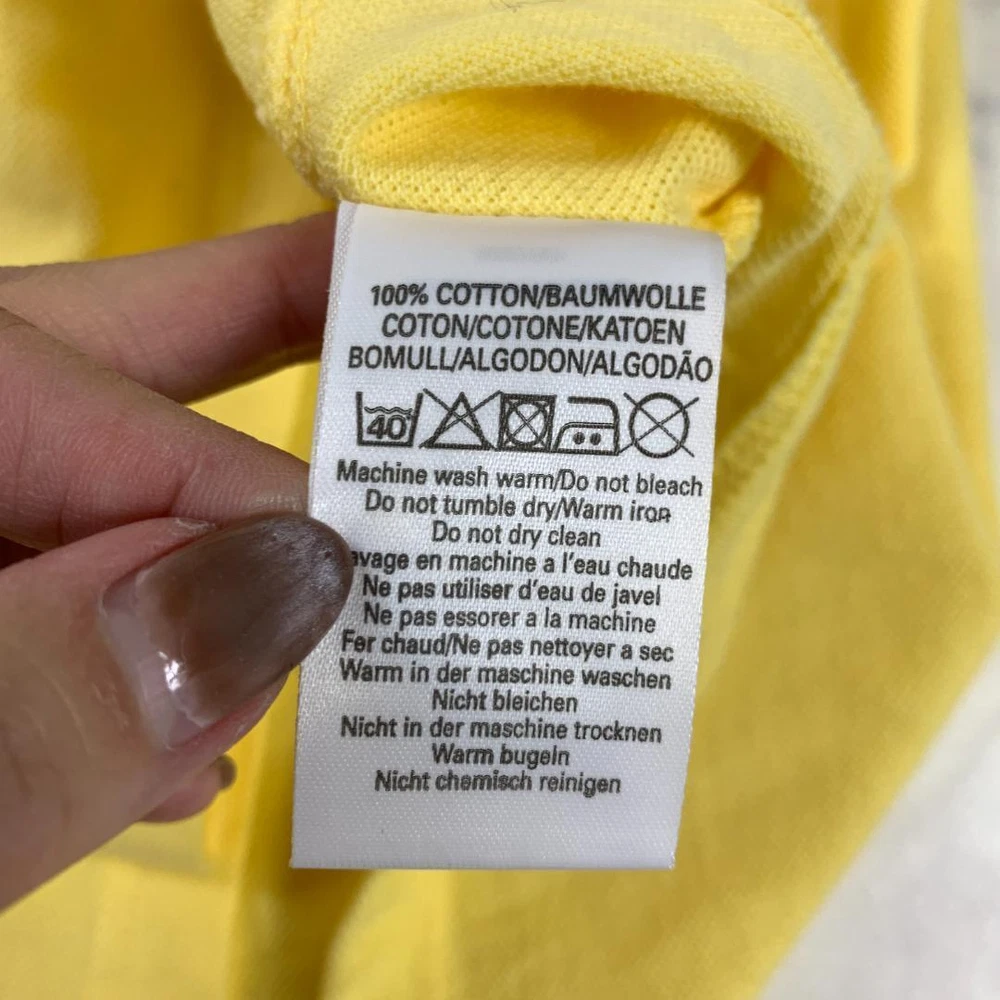 100% COTTON/BAUMWOLLE
COTON/COTONE/KATOEN
BOMULL/ALGODON/ALGODÃO
40
Machine wash warm/Do not bleach
Do not tumble dry/Warm iron
Do not dry clean
avage en machine a l'eau chaude
Ne pas utiliser d'eau de javel
Ne pas essorer a la machine
Fer chaud/Ne pas nettoyer a sec
Warm in der maschine waschen
Nicht bleichen
Nicht in der maschine trocknen
Warm bugeln
Nicht chemisch reinigen